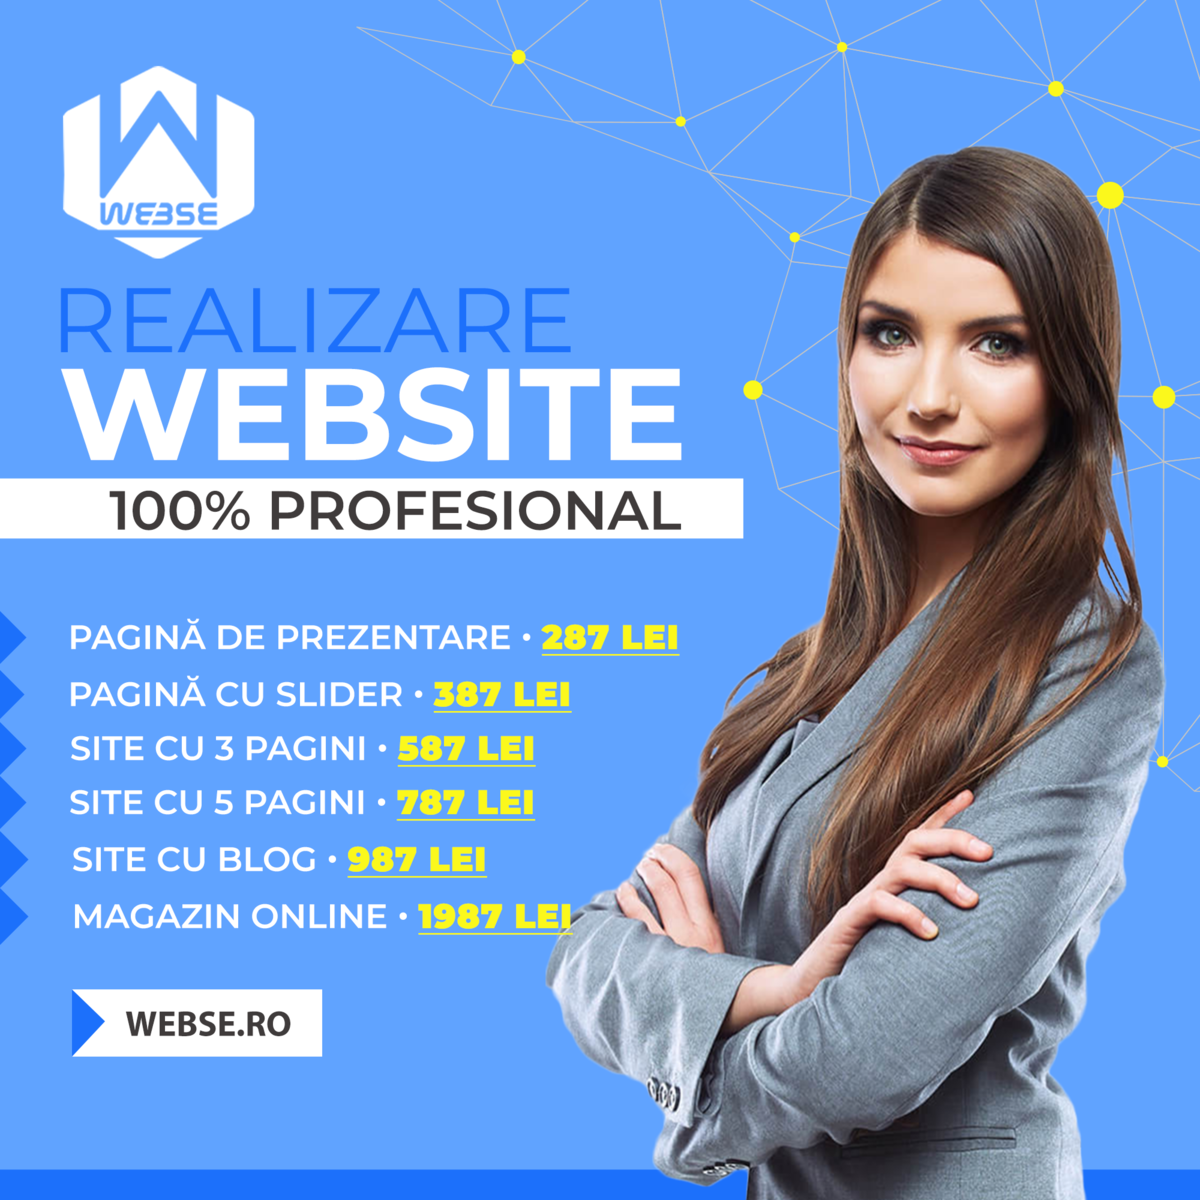 WEBSE
REALIZARE
WEBSITE
100% PROFESIONAL
PAGINĂ DE PREZENTARE • 287 LEI
PAGINĂ CU SLIDER • 387 LEI
SITE CU 3 PAGINI • 587 LEI
SITE CU 5 PAGINI • 787 LEI
SITE CU BLOG • 987 LEI
MAGAZIN ONLINE • 1987 LEI
WEBSE.RO